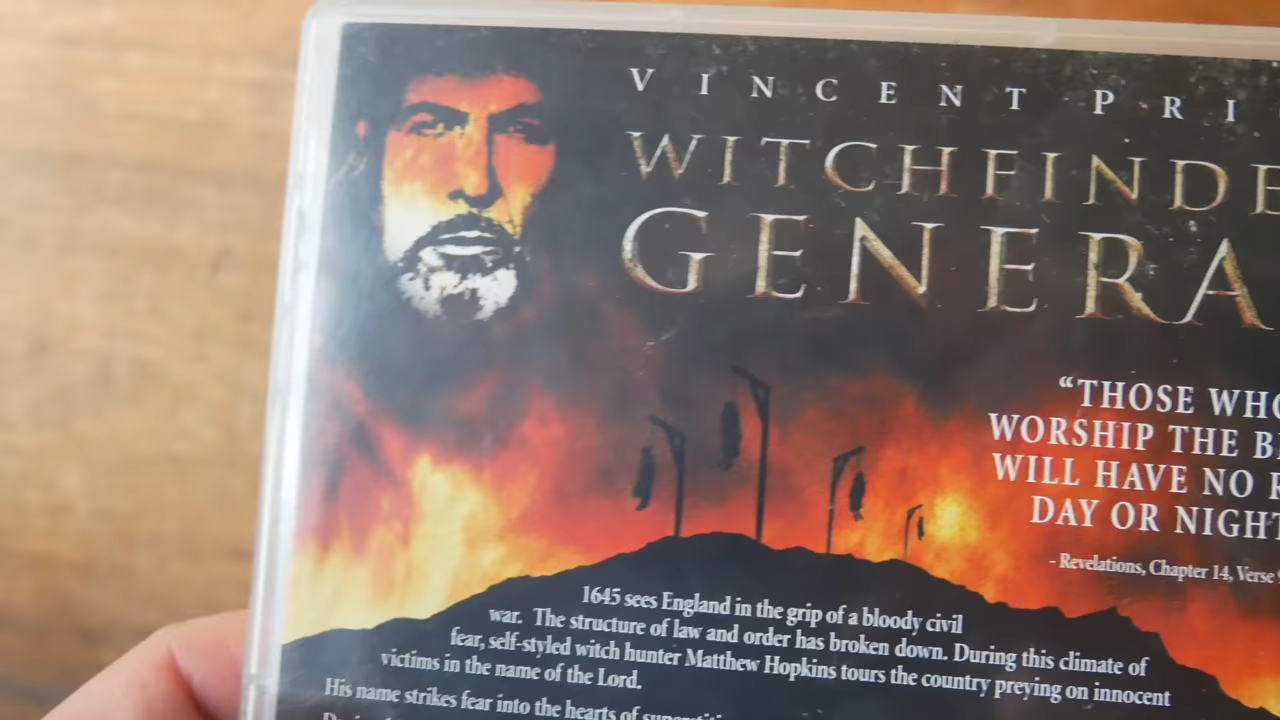 VINCENT PRI
WITCHFINDE
GENERA
“THOSE WHO
WORSHIP THE B
WILL HAVE NO
DAY OR NIGHT
- Revelations, Chapter 14, Verse 9
1645 sees England in the grip of a bloody civil
war. The structure of law and order has broken down. During this climate of
fear, self-styled witch hunter Matthew Hopkins tours the country preying on innocent
victims in the name of the Lord.
His name strikes fear into the hearts of